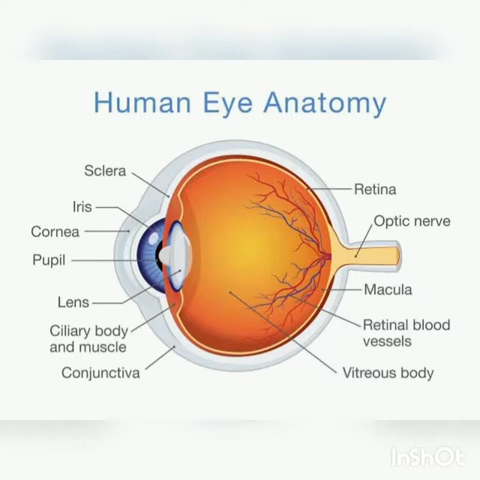 Human Eye Anatomy
Sclera
Iris
Cornea
Pupil
Lens
Ciliary body
and muscle
Conjunctiva
Retina
Optic nerve
Macula
Retinal blood
vessels
Vitreous body
InShOt